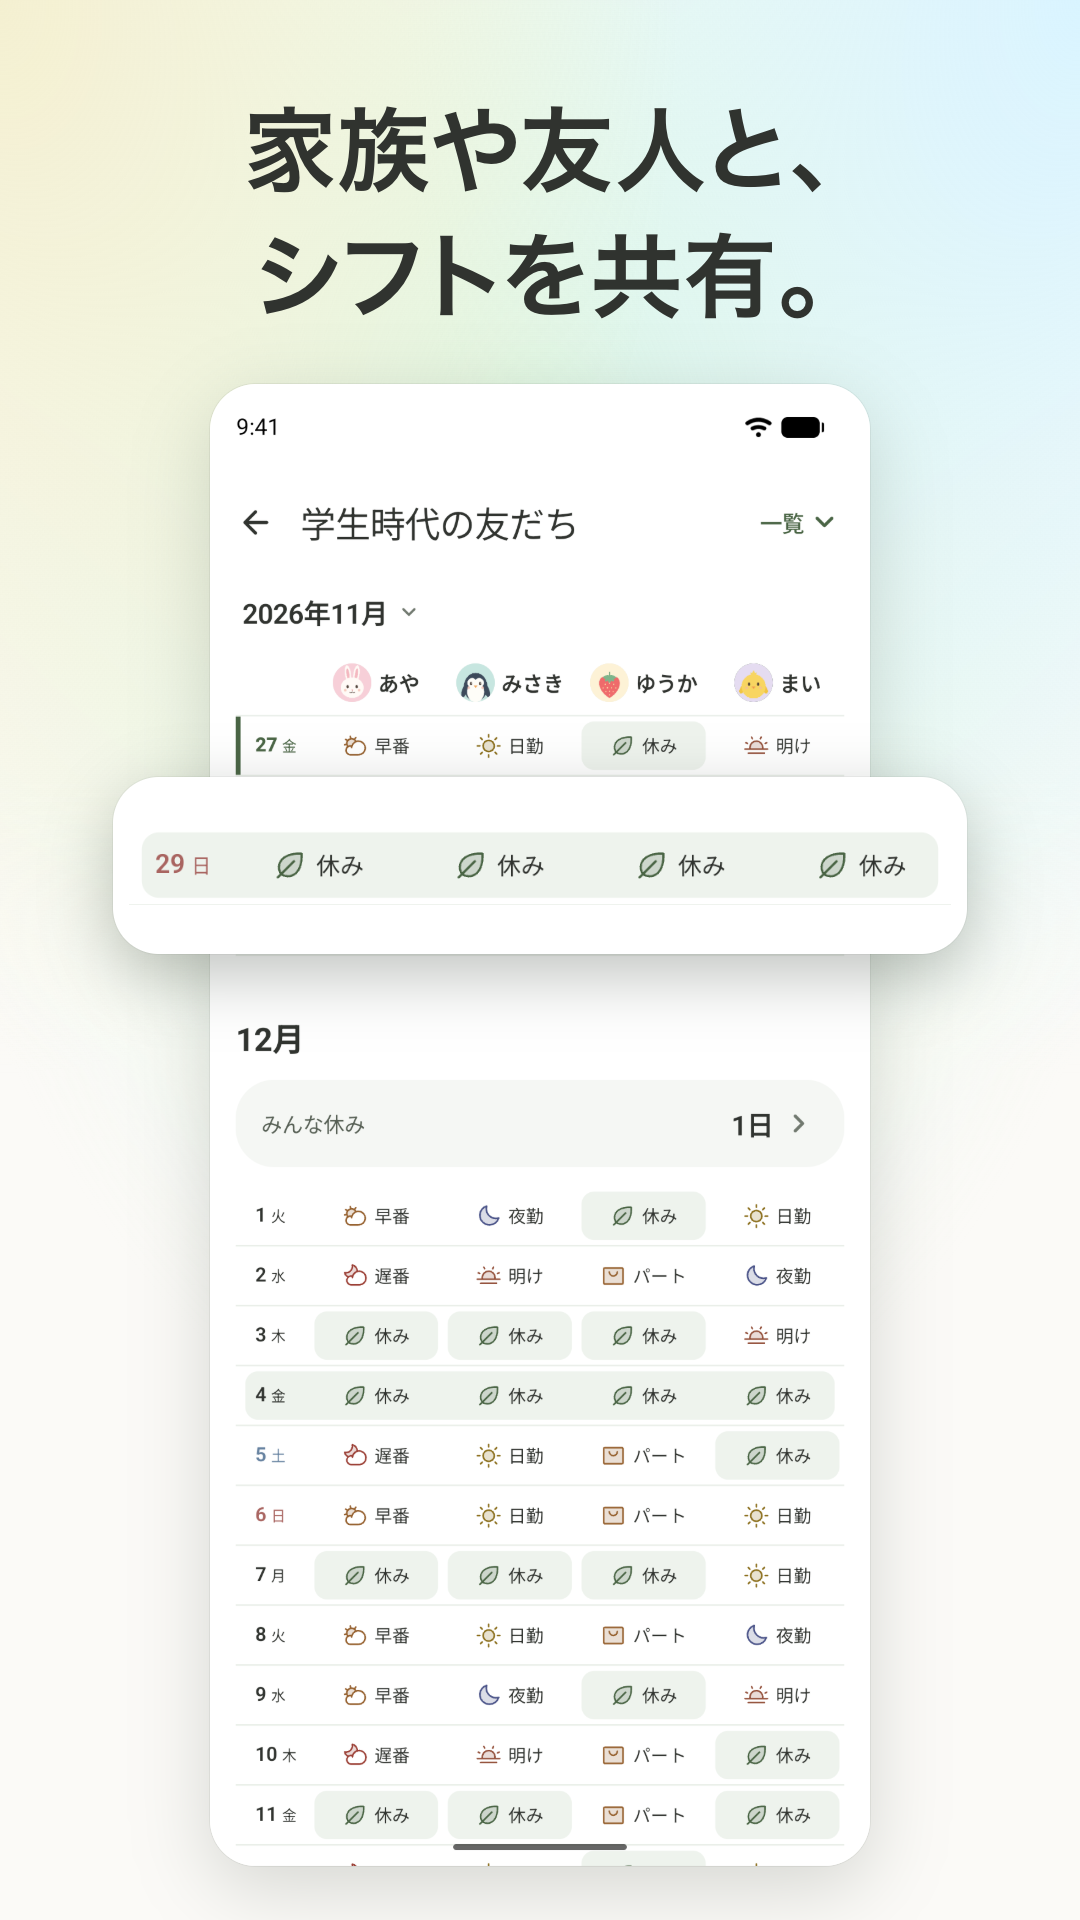 家族や友人と、
シフトを共有。
9:41
学生時代の友だち 一覧
2026年11月
あや みさき ゆうか まい
27 金 早番 日勤 休み 明け
29 日 休み 休み 休み 休み
12月
みんな休み 1日
1 火 早番 夜勤 休み 日勤
2 水 遅番 明け パート 夜勤
3 木 休み 休み 休み 明け
4 金 休み 休み 休み 休み
5 土 遅番 日勤 パート 休み
6 日 早番 日勤 パート 日勤
7 月 休み 休み 休み 日勤
8 火 早番 日勤 パート 夜勤
9 水 早番 夜勤 休み 明け
10 木 遅番 明け パート 休み
11 金 休み 休み パート 休み